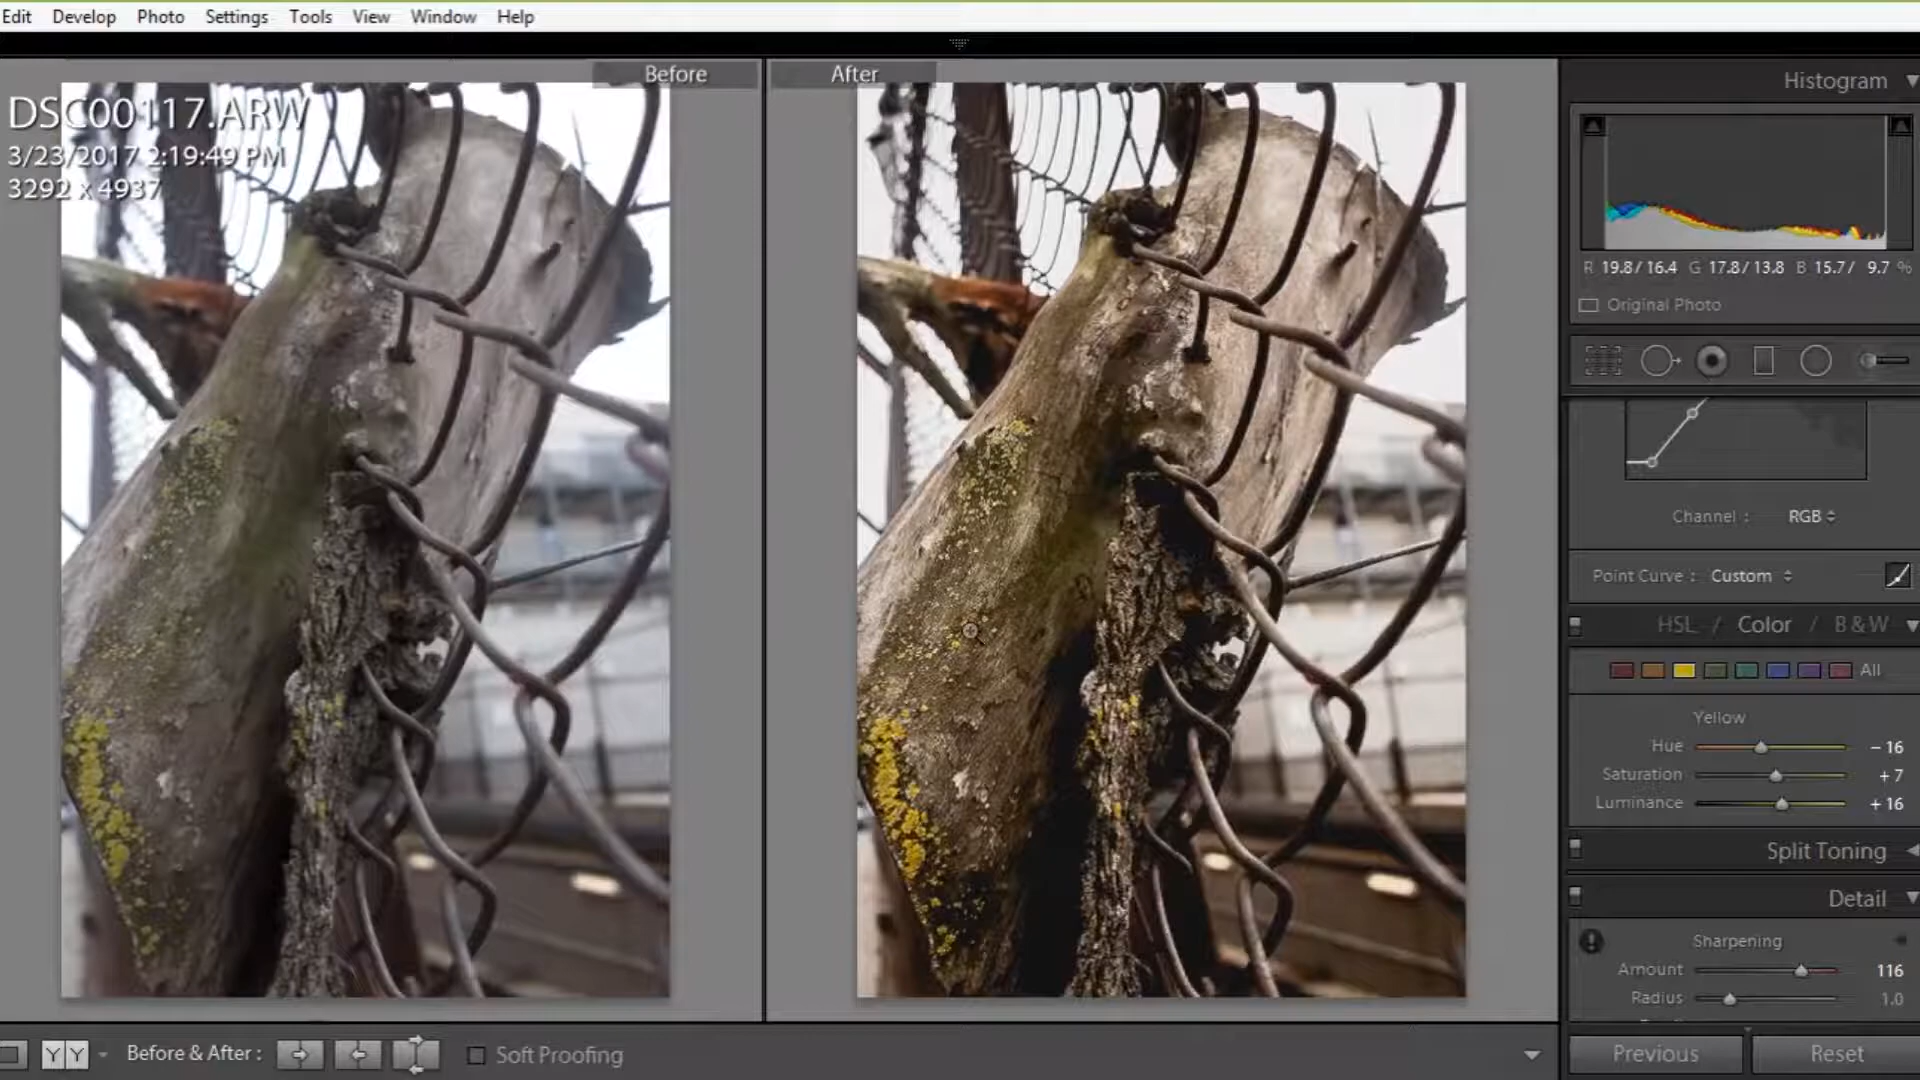 Edit Develop Photo Settings Tools View Window Help
Before
After
DSC00117.ARW
3/23/2017 2:19:49 PM
3292 x 4937
Histogram
R 19.8 / 16.4 G 17.8 / 13.8 B 15.7 / 9.7 %
Original Photo
Channel : RGB
Point Curve : Custom
HSL / Color / B & W
All
Yellow
Hue - 16
Saturation + 7
Luminance + 16
Split Toning
Detail
Sharpening
Amount 116
Radius 1.0
YY Before & After : Soft Proofing
Previous Reset